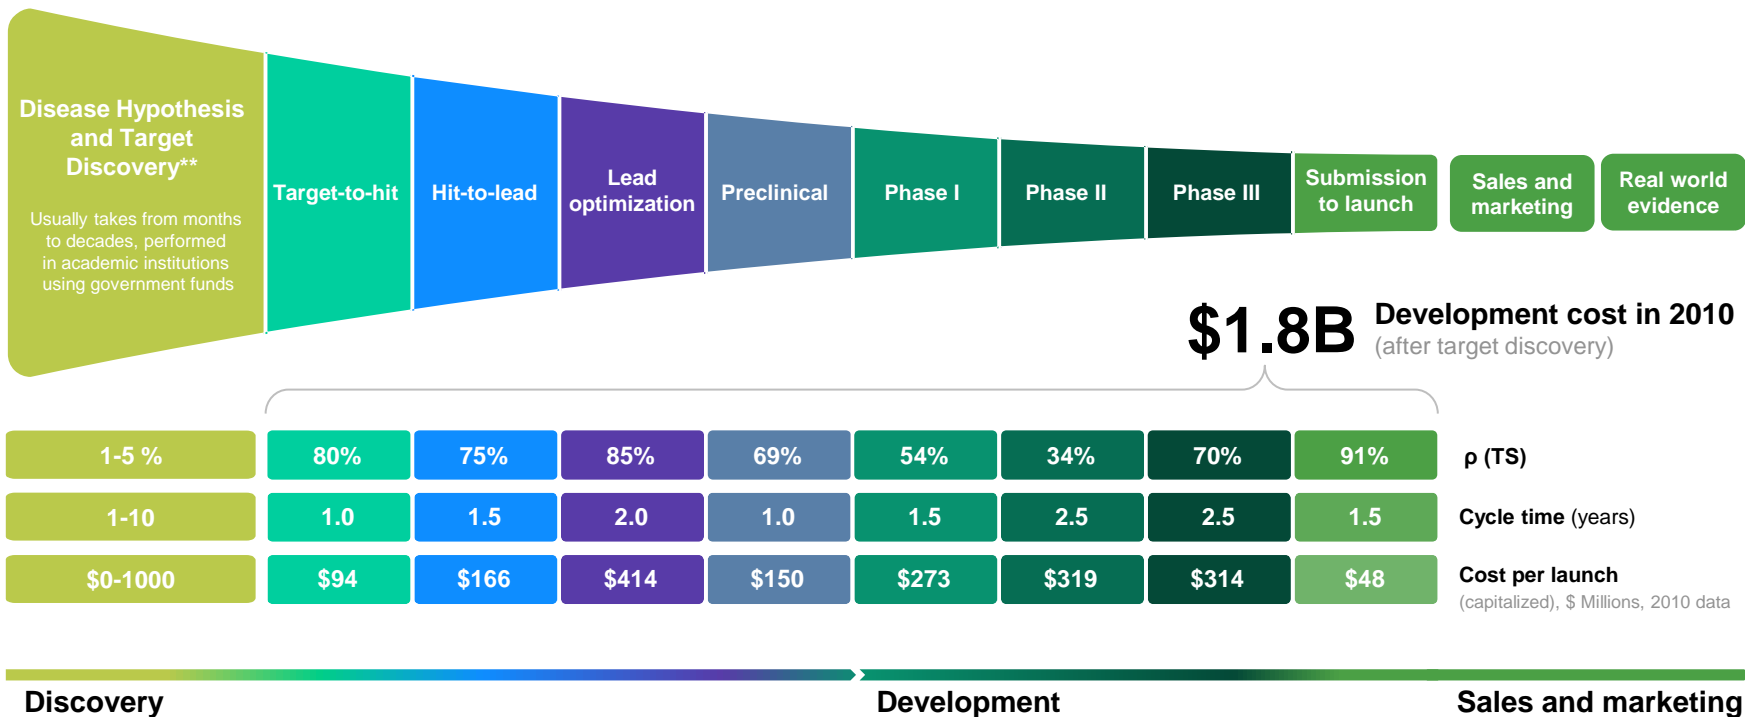 Disease Hypothesis
and Target
Discovery**
Usually takes from months
to decades, performed
in academic institutions
using government funds
Target-to-hit
Hit-to-lead
Lead
optimization
Preclinical
Phase I
Phase II
Phase III
Submission
to launch
Sales and
marketing
Real world
evidence
$1.8B
Development cost in 2010
(after target discovery)
1-5 % 80% 75% 85% 69% 54% 34% 70% 91% ρ (TS)
1-10 1.0 1.5 2.0 1.0 1.5 2.5 2.5 1.5 Cycle time (years)
$0-1000 $94 $166 $414 $150 $273 $319 $314 $48 Cost per launch
(capitalized), $ Millions, 2010 data
Discovery Development Sales and marketing